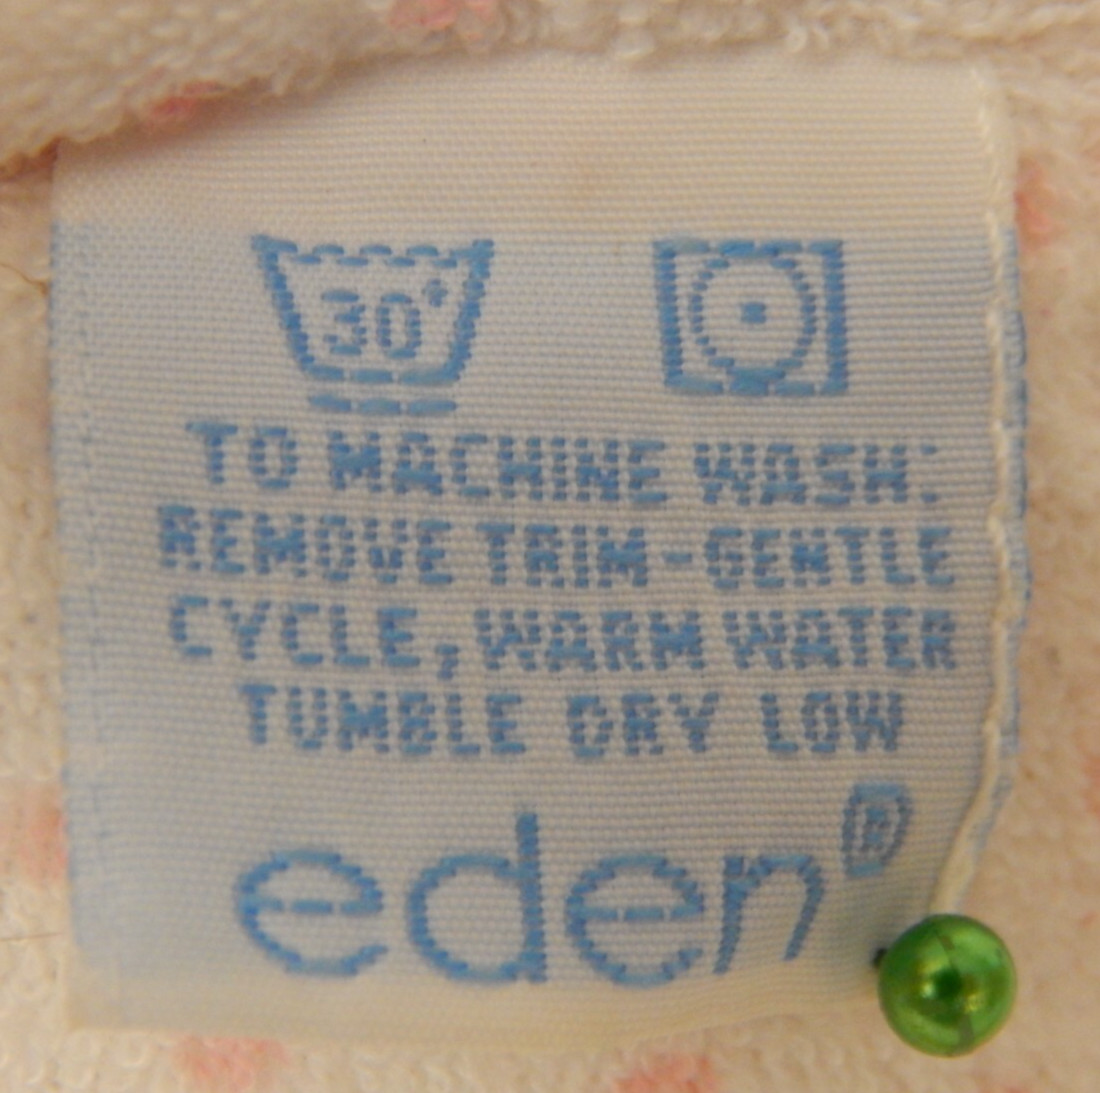 30°
TO MACHINE WASH:
REMOVE TRIM-GENTLE
CYCLE, WARM WATER
TUMBLE DRY LOW
eden®